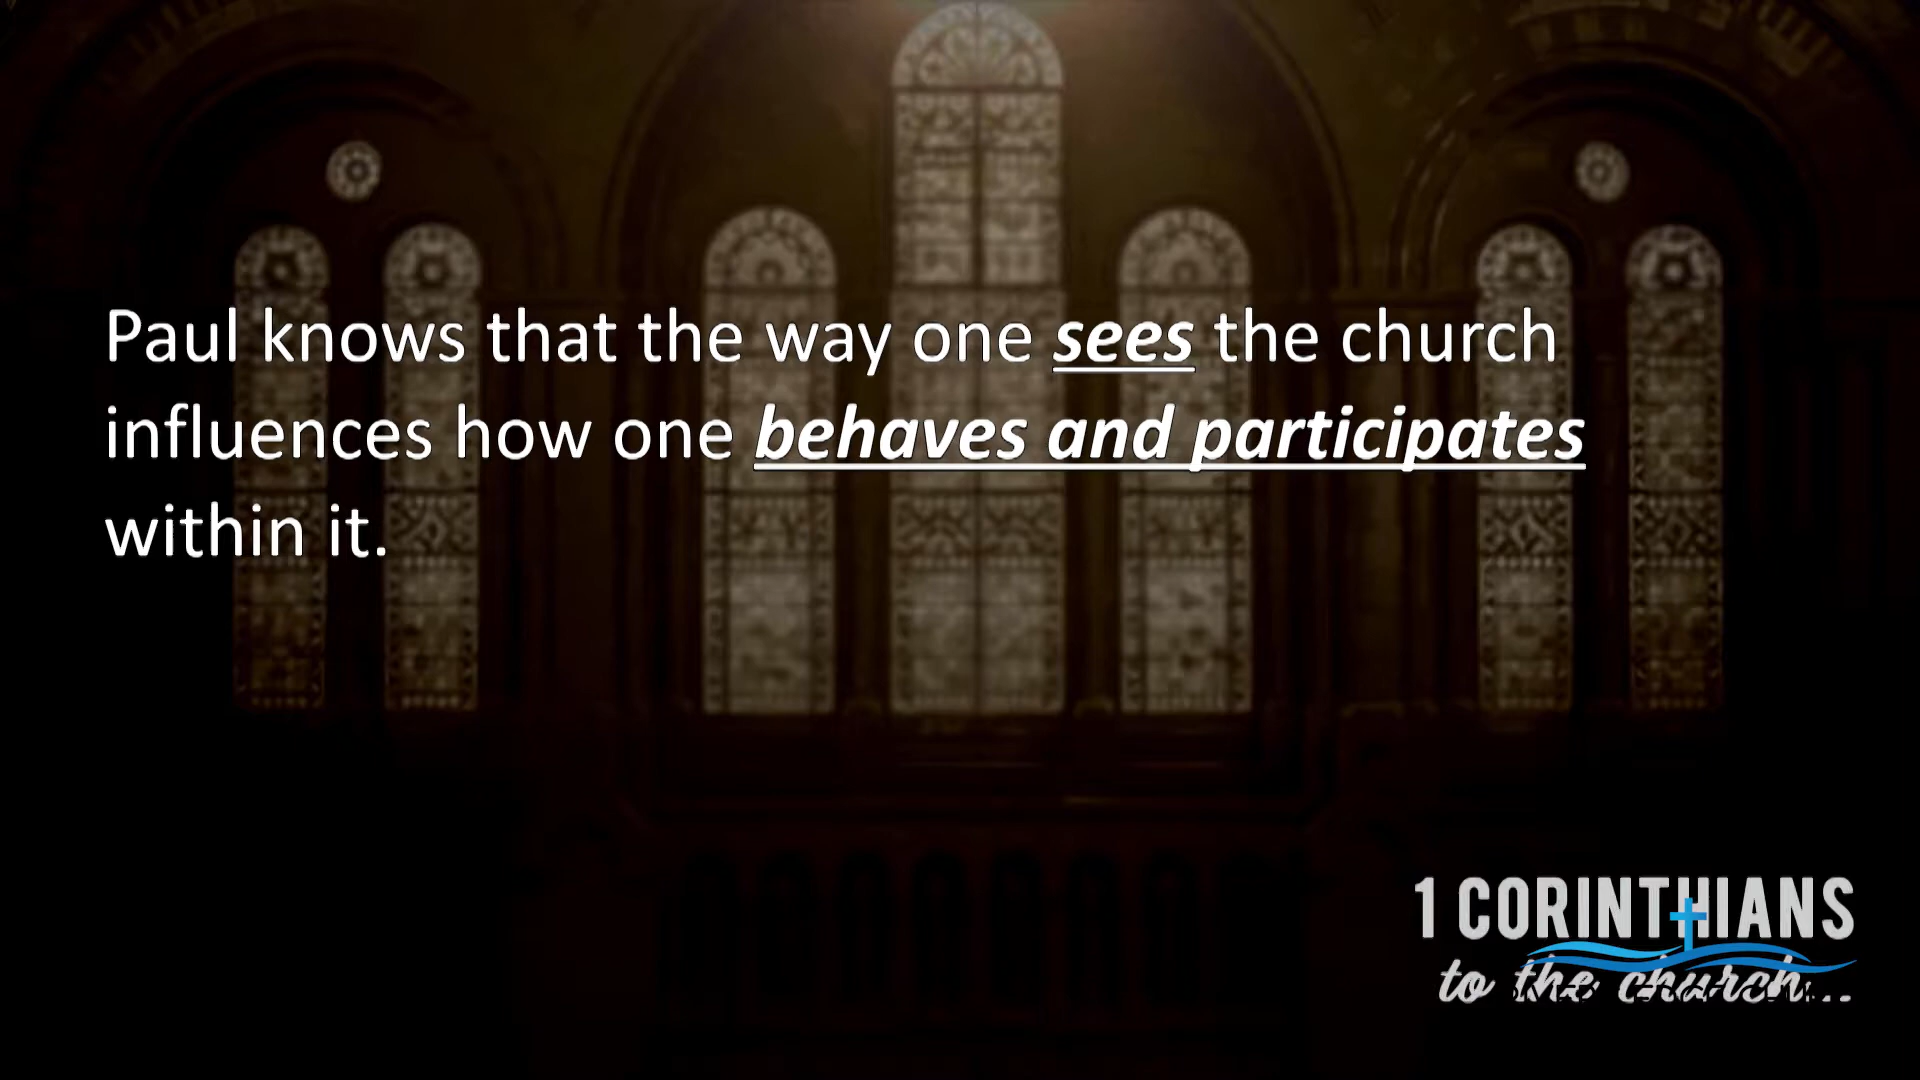 Paul knows that the way one sees the church
influences how one behaves and participates
within it.
1 CORINTHIANS
to the church...